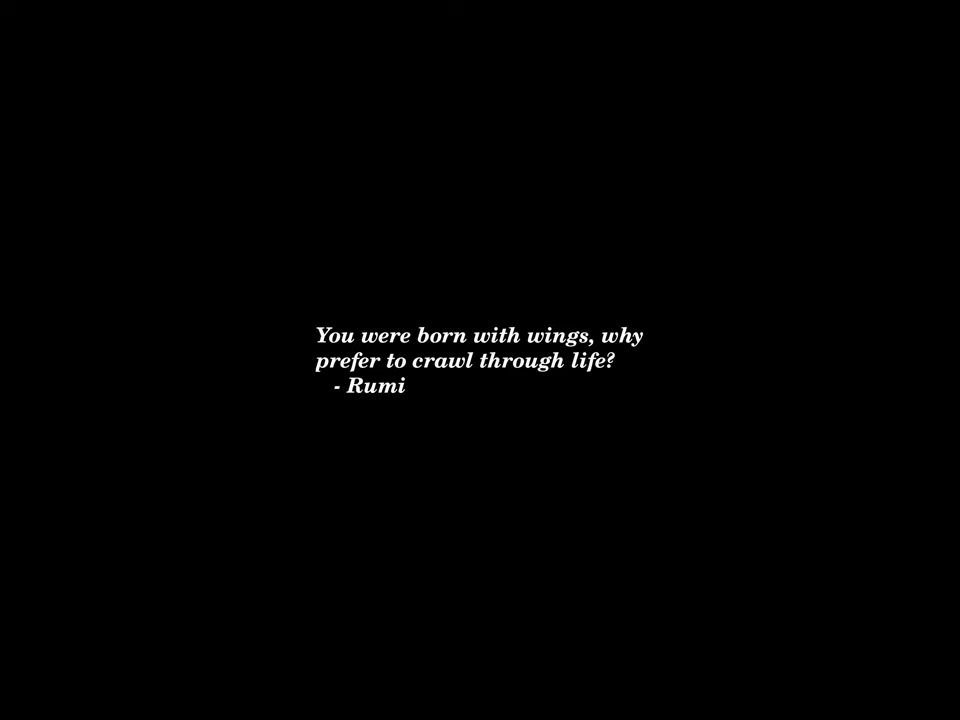 You were born with wings, why
prefer to crawl through life?
- Rumi